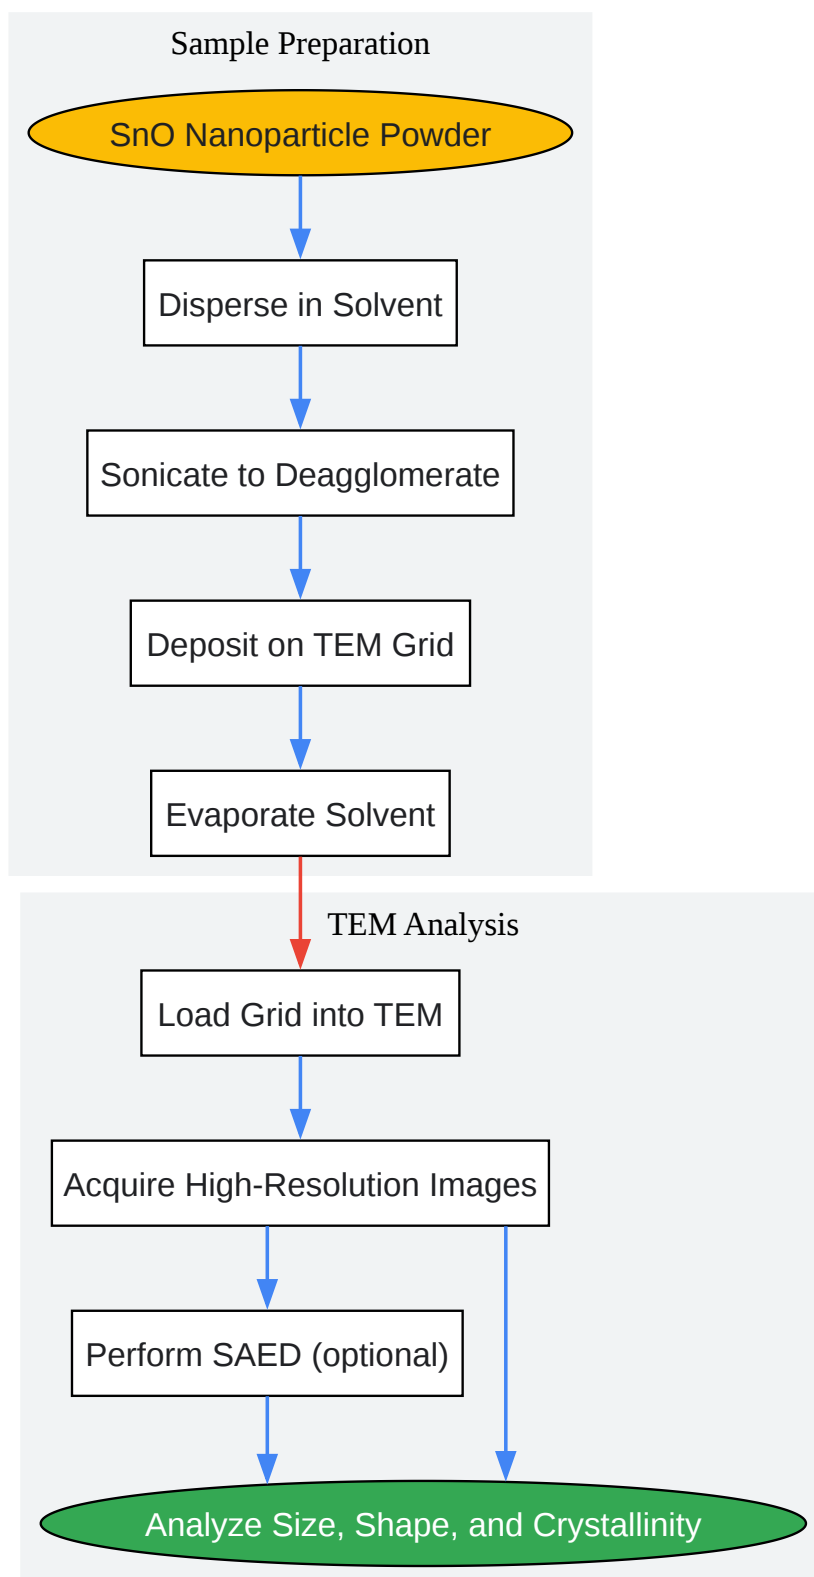 Sample Preparation
SnO Nanoparticle Powder
Disperse in Solvent
Sonicate to Deagglomerate
Deposit on TEM Grid
Evaporate Solvent
TEM Analysis
Load Grid into TEM
Acquire High-Resolution Images
Perform SAED (optional)
Analyze Size, Shape, and Crystallinity